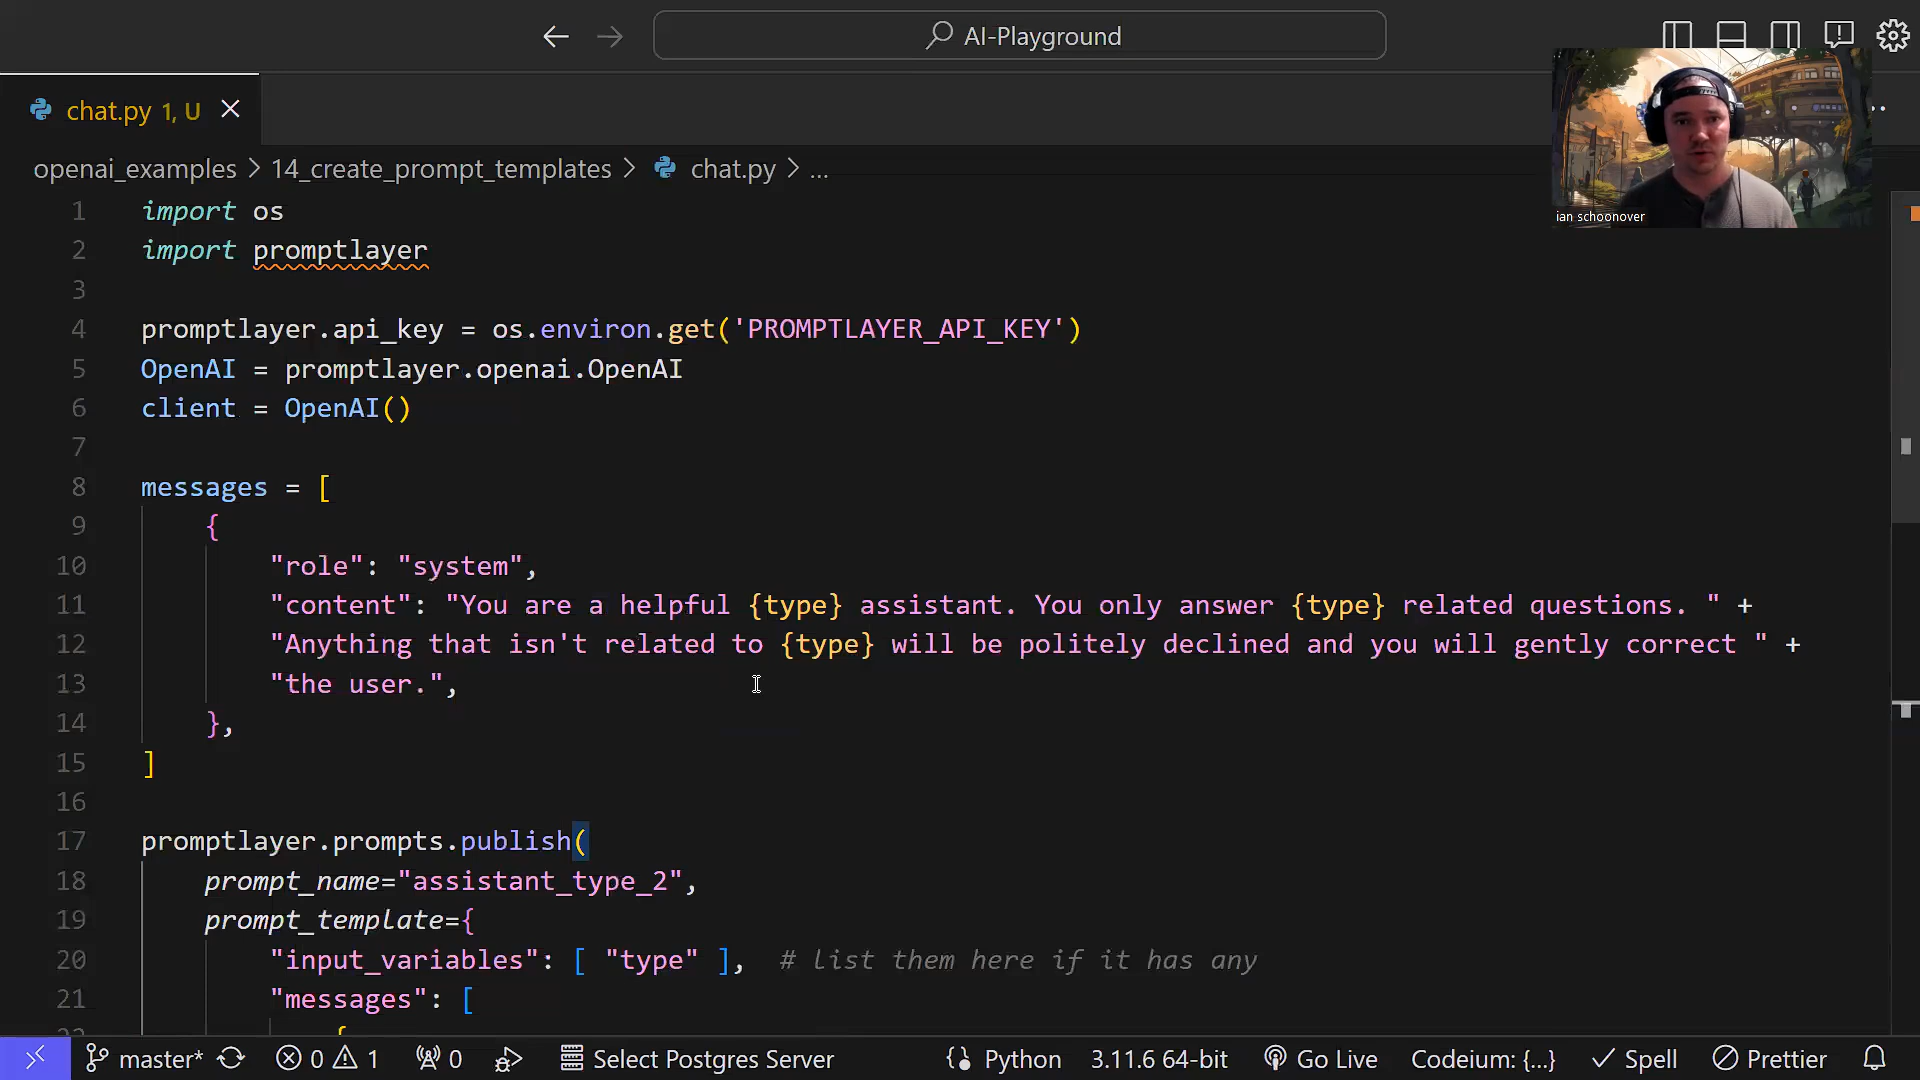 AI-Playground
chat.py 1, U
openai_examples > 14_create_prompt_templates > chat.py > ...
ian schoonover
1 import os
2 import promptlayer
3
4 promptlayer.api_key = os.environ.get('PROMPTLAYER_API_KEY')
5 OpenAI = promptlayer.openai.OpenAI
6 client = OpenAI()
7
8 messages = [
9 {
10 "role": "system",
11 "content": "You are a helpful {type} assistant. You only answer {type} related questions. " +
12 "Anything that isn't related to {type} will be politely declined and you will gently correct " +
13 "the user.",
14 },
15 ]
16
17 promptlayer.prompts.publish(
18 prompt_name="assistant_type_2",
19 prompt_template={
20 "input_variables": [ "type" ], # list them here if it has any
21 "messages": [
22 {
master* 0 1 0 Select Postgres Server Python 3.11.6 64-bit Go Live Codeium: {...} Spell Prettier